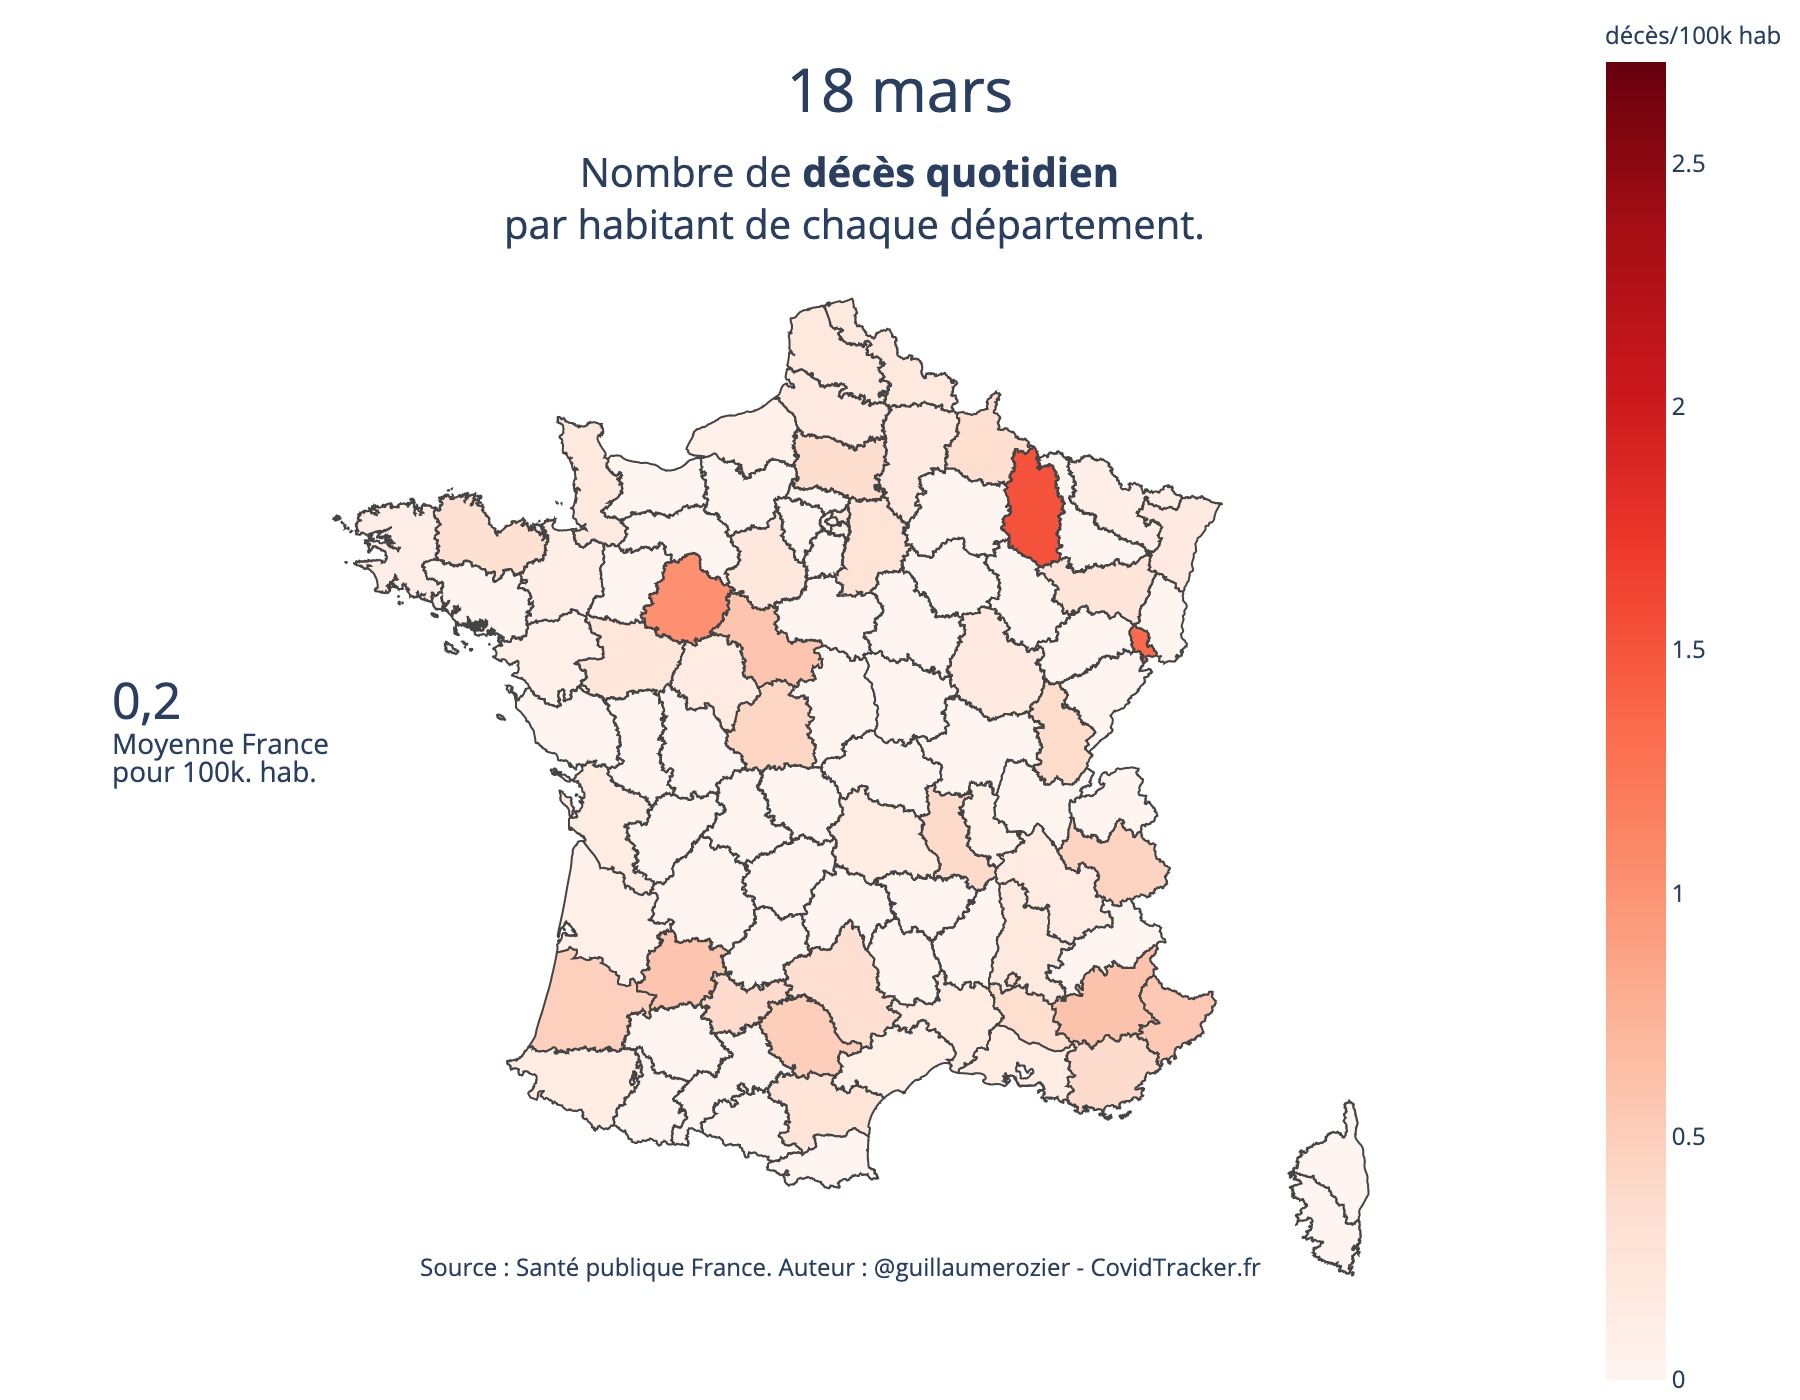 décès/100k hab
18 mars
Nombre de décès quotidien
par habitant de chaque département.
2.5
2
1.5
1
0.5
0
0,2
Moyenne France
pour 100k. hab.
Source : Santé publique France. Auteur : @guillaumerozier - CovidTracker.fr